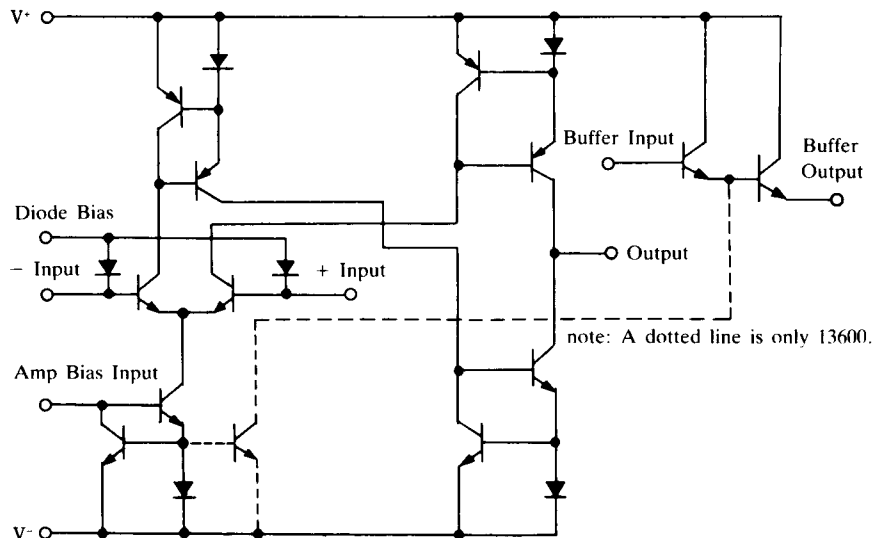 V+
Buffer Input
Buffer
Output
Diode Bias
– Input
+ Input
Output
note: A dotted line is only 13600.
Amp Bias Input
V–